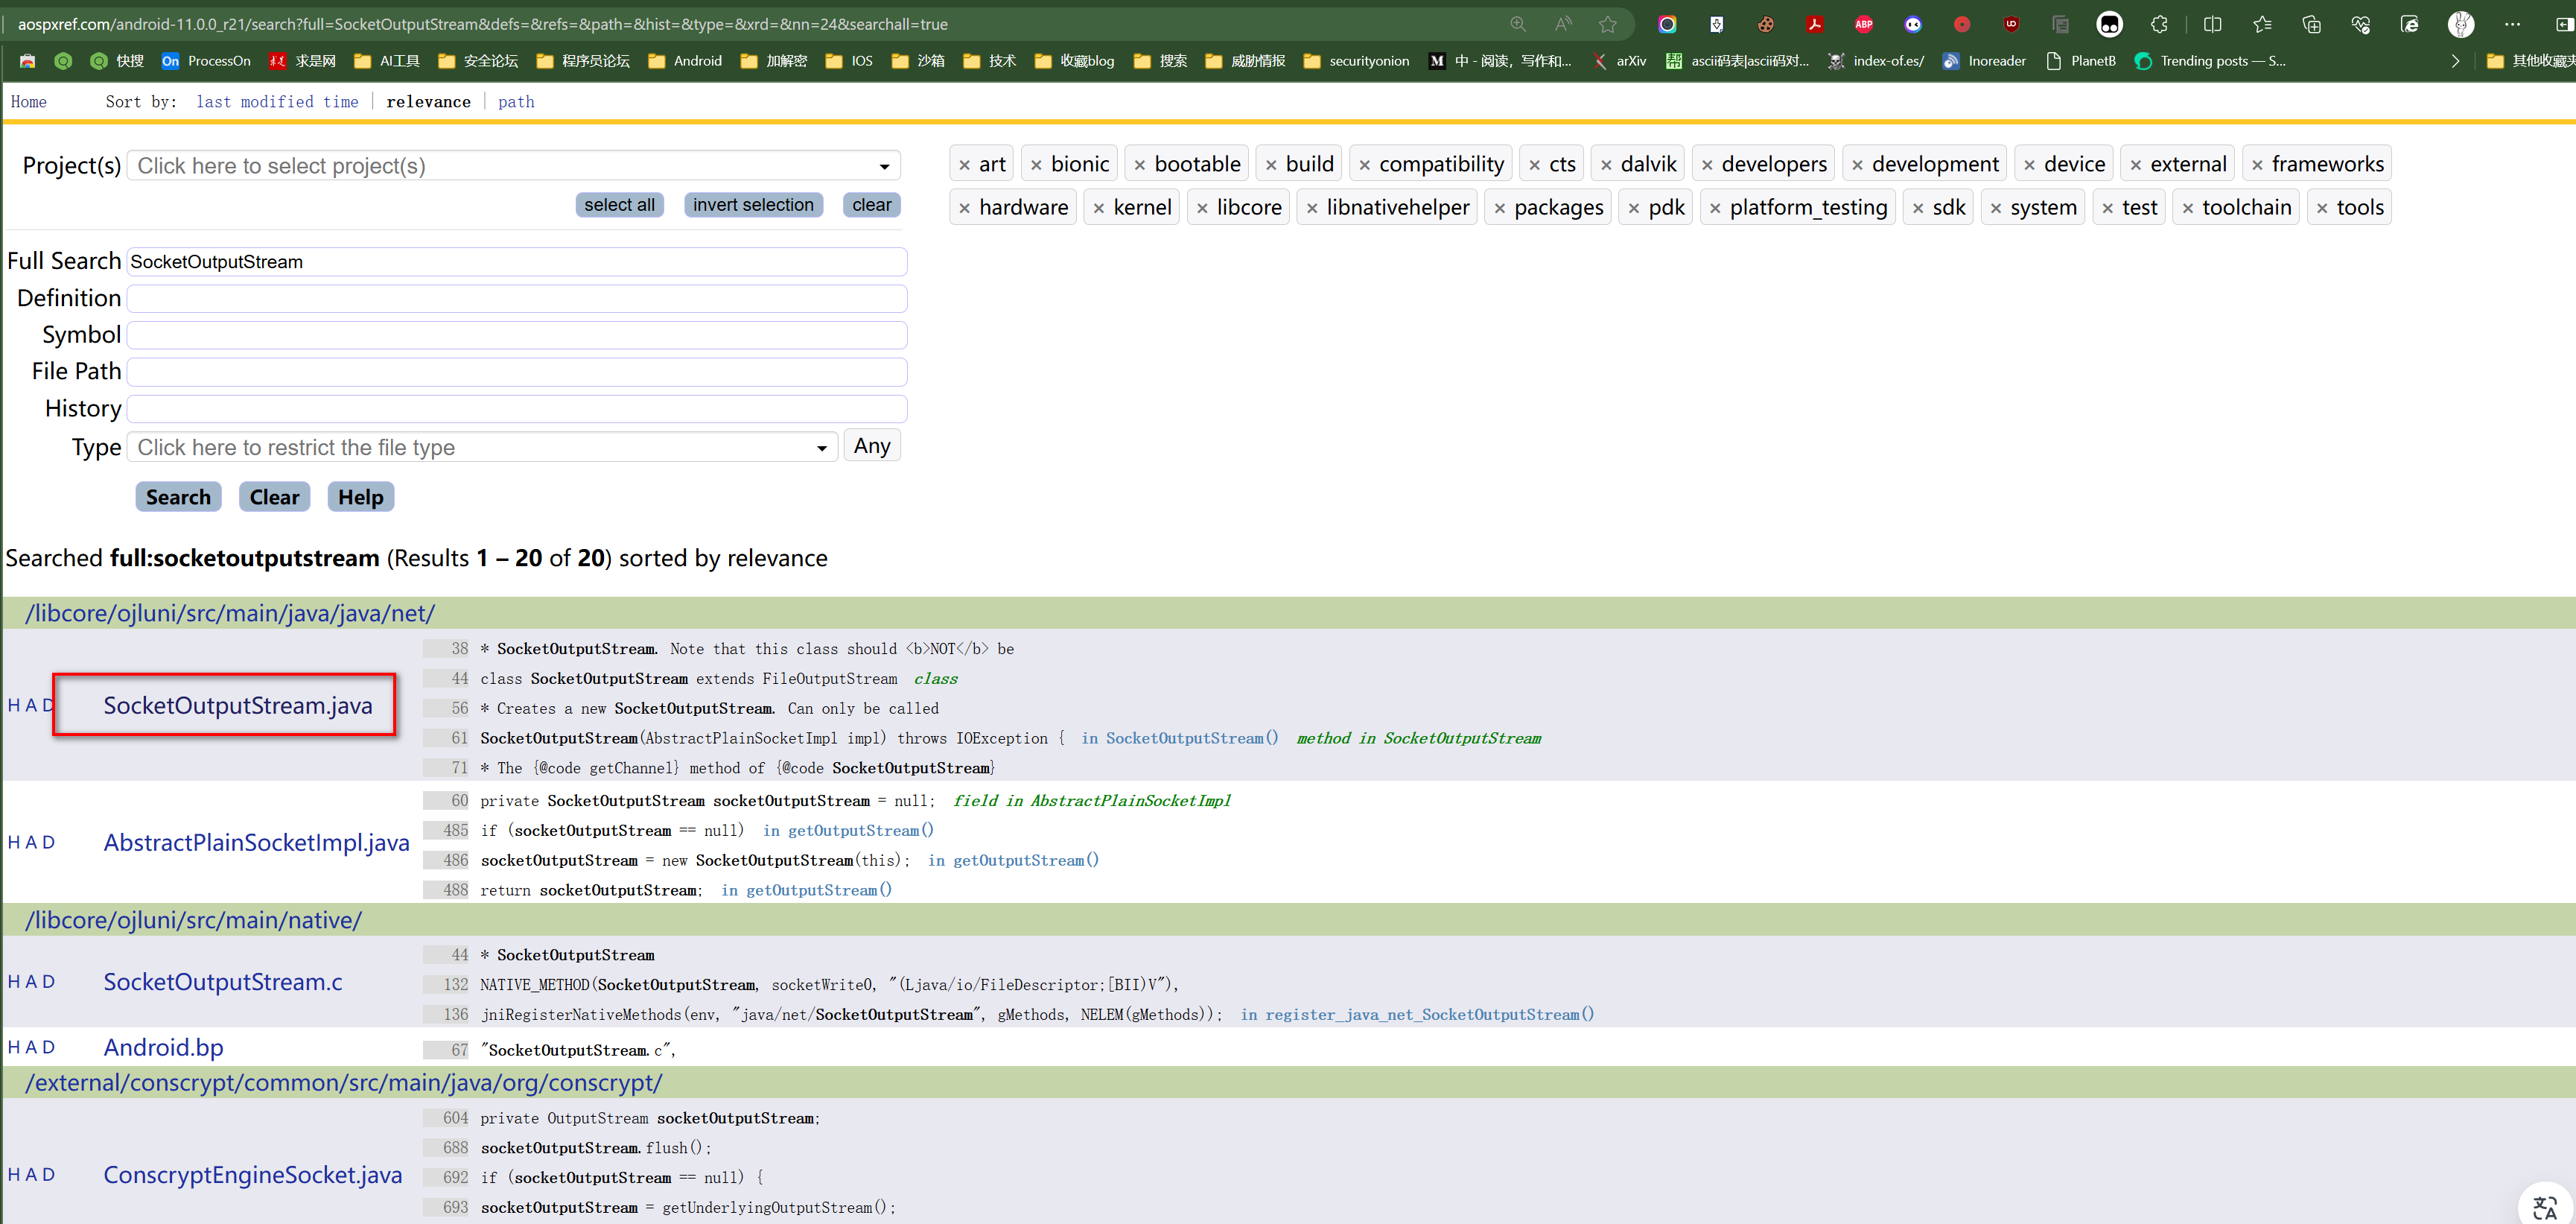 aospxref.com/android-11.0.0_r21/search?full=SocketOutputStream&defs=&refs=&path=&hist=&type=&xrd=&nn=24&searchall=true
快搜 ProcessOn 求是网 AI工具 安全论坛 程序员论坛 Android 加解密 IOS 沙箱 技术 收藏blog 搜索 威胁情报 securityonion 中 - 阅读，写作和... arXiv ascii码表|ascii码对... index-of.es/ Inoreader PlanetB Trending posts — S... 其他收藏夹
Home Sort by: last modified time relevance path
Project(s) Click here to select project(s)
select all invert selection clear
× art × bionic × bootable × build × compatibility × cts × dalvik × developers × development × device × external × frameworks
× hardware × kernel × libcore × libnativehelper × packages × pdk × platform_testing × sdk × system × test × toolchain × tools
Full Search SocketOutputStream
Definition
Symbol
File Path
History
Type Click here to restrict the file type Any
Search Clear Help
Searched full:socketoutputstream (Results 1 – 20 of 20) sorted by relevance
/libcore/ojluni/src/main/java/java/net/
H A D SocketOutputStream.java
38 * SocketOutputStream. Note that this class should <b>NOT</b> be
44 class SocketOutputStream extends FileOutputStream class
56 * Creates a new SocketOutputStream. Can only be called
61 SocketOutputStream(AbstractPlainSocketImpl impl) throws IOException { in SocketOutputStream() method in SocketOutputStream
71 * The {@code getChannel} method of {@code SocketOutputStream}
H A D AbstractPlainSocketImpl.java
60 private SocketOutputStream socketOutputStream = null; field in AbstractPlainSocketImpl
485 if (socketOutputStream == null) in getOutputStream()
486 socketOutputStream = new SocketOutputStream(this); in getOutputStream()
488 return socketOutputStream; in getOutputStream()
/libcore/ojluni/src/main/native/
H A D SocketOutputStream.c
44 * SocketOutputStream
132 NATIVE_METHOD(SocketOutputStream, socketWrite0, "(Ljava/io/FileDescriptor;[BII)V"),
136 jniRegisterNativeMethods(env, "java/net/SocketOutputStream", gMethods, NELEM(gMethods)); in register_java_net_SocketOutputStream()
H A D Android.bp
67 "SocketOutputStream.c",
/external/conscrypt/common/src/main/java/org/conscrypt/
H A D ConscryptEngineSocket.java
604 private OutputStream socketOutputStream;
688 socketOutputStream.flush();
692 if (socketOutputStream == null) {
693 socketOutputStream = getUnderlyingOutputStream();